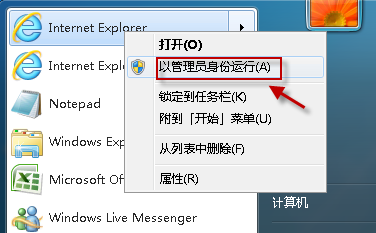 Internet Explorer
Internet Explo
Notepad
Windows Exp
Microsoft Of
Windows Live Messenger
打开(O)
以管理员身份运行(A)
锁定到任务栏(K)
附到「开始」菜单(U)
从列表中删除(F)
属性(R)
计算机